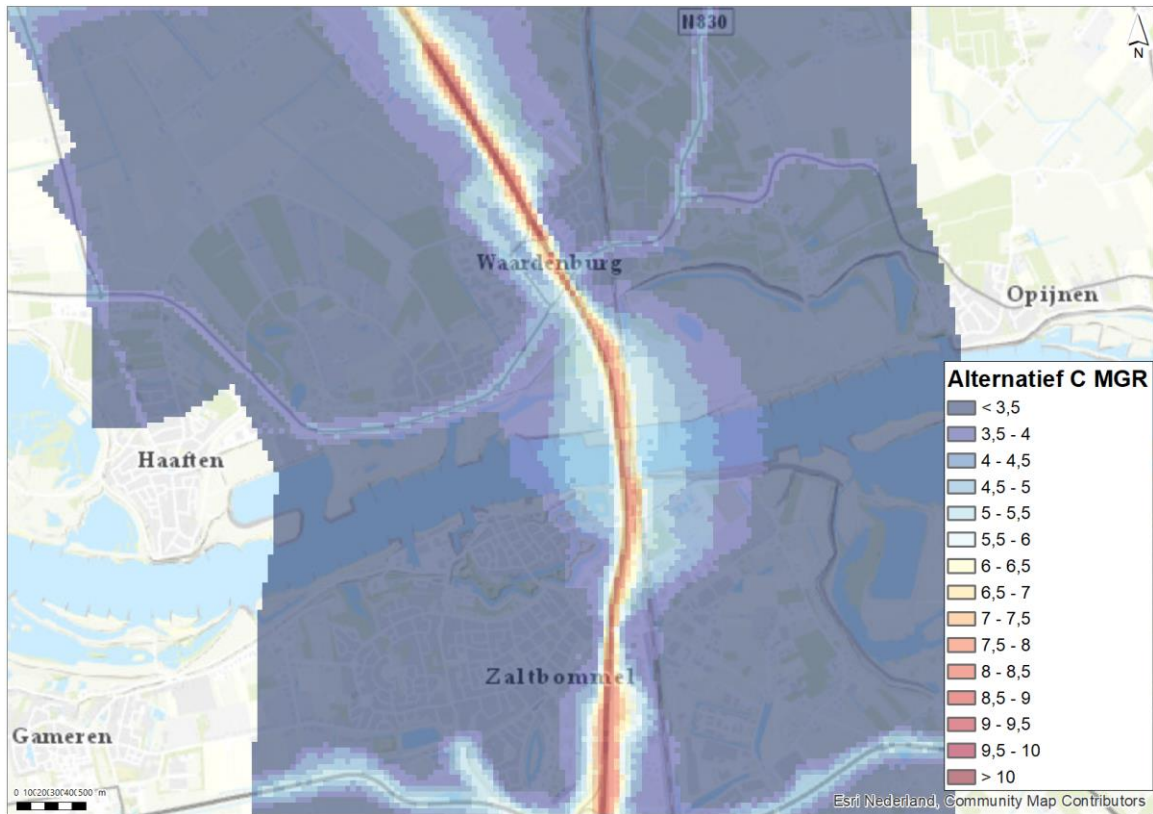 N830
N
Waardenburg
Opijnen
Alternatief C MGR
< 3,5
3,5 - 4
4 - 4,5
4,5 - 5
5 - 5,5
5,5 - 6
6 - 6,5
6,5 - 7
7 - 7,5
7,5 - 8
8 - 8,5
8,5 - 9
9 - 9,5
9,5 - 10
> 10
Haaften
Zaltbommel
Gameren
m
Esri Nederland, Community Map Contributors